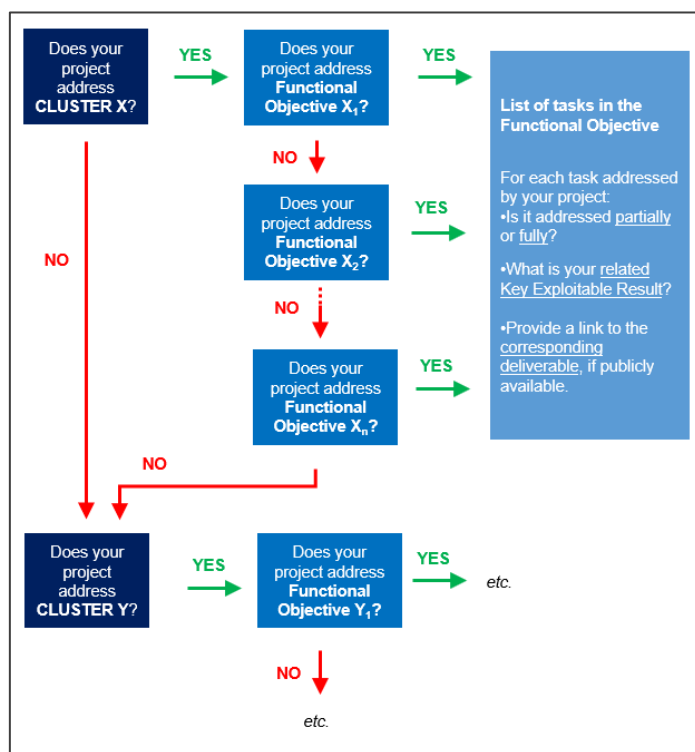 Does your
project
address
CLUSTER X?
YES
Does your
project address
Functional
Objective X₁?
YES
List of tasks in the
Functional Objective
For each task addressed
by your project:
•Is it addressed partially
or fully?
•What is your related
Key Exploitable Result?
•Provide a link to the
corresponding
deliverable, if publicly
available.
NO
Does your
project address
Functional
Objective X₂?
YES
NO
NO
Does your
project address
Functional
Objective Xₙ?
YES
NO
Does your
project
address
CLUSTER Y?
YES
Does your
project address
Functional
Objective Y₁?
YES
etc.
NO
etc.